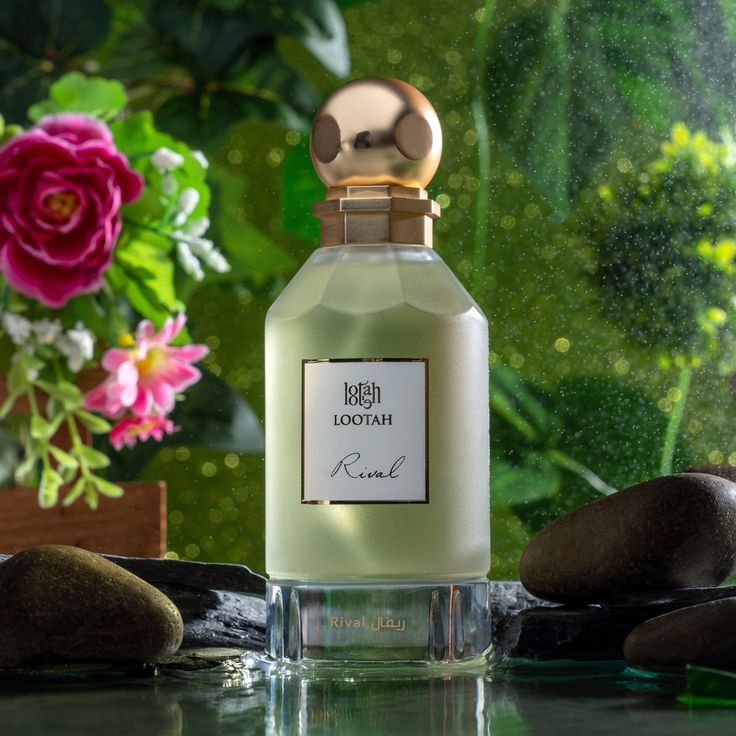 lootah
LOOTAH
Rival
Rival ريفال